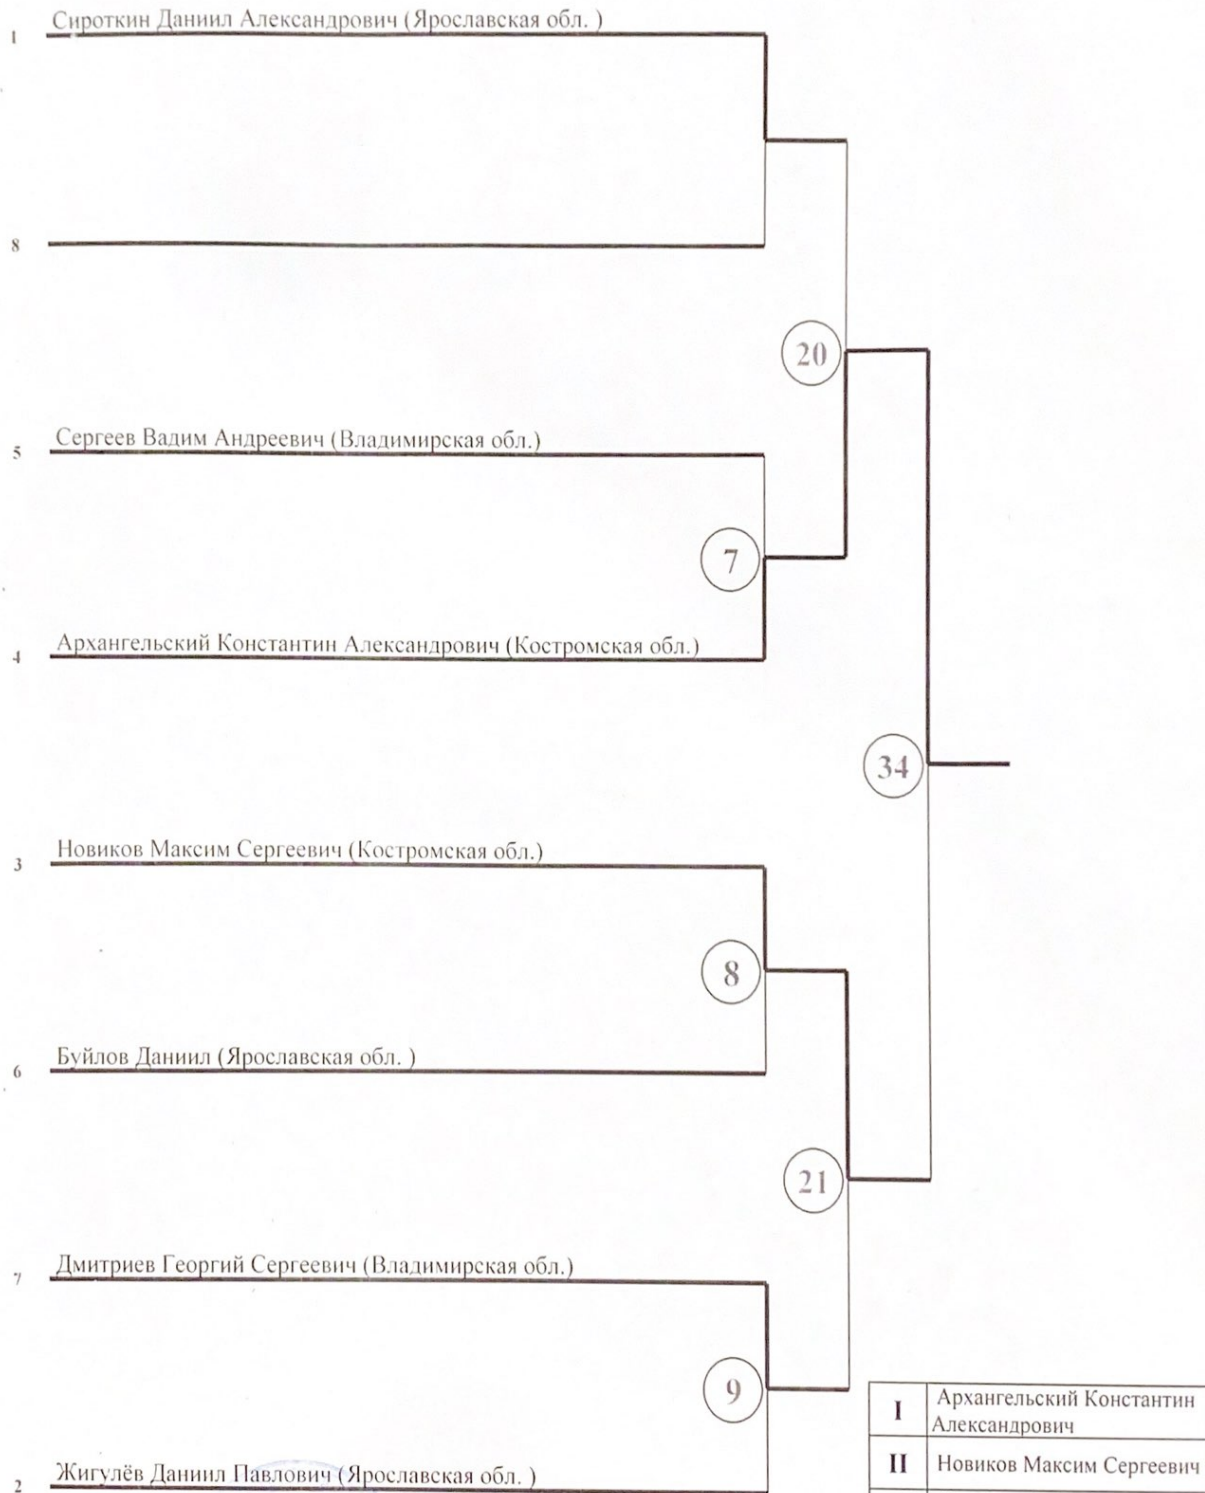 1 Сироткин Даниил Александрович (Ярославская обл. )
8
20
5 Сергеев Вадим Андреевич (Владимирская обл.)
7
4 Архангельский Константин Александрович (Костромская обл.)
34
3 Новиков Максим Сергеевич (Костромская обл.)
8
6 Буйлов Даниил (Ярославская обл. )
21
7 Дмитриев Георгий Сергеевич (Владимирская обл.)
9
I Архангельский Константин
Александрович
II Новиков Максим Сергеевич
2 Жигулёв Даниил Павлович (Ярославская обл. )